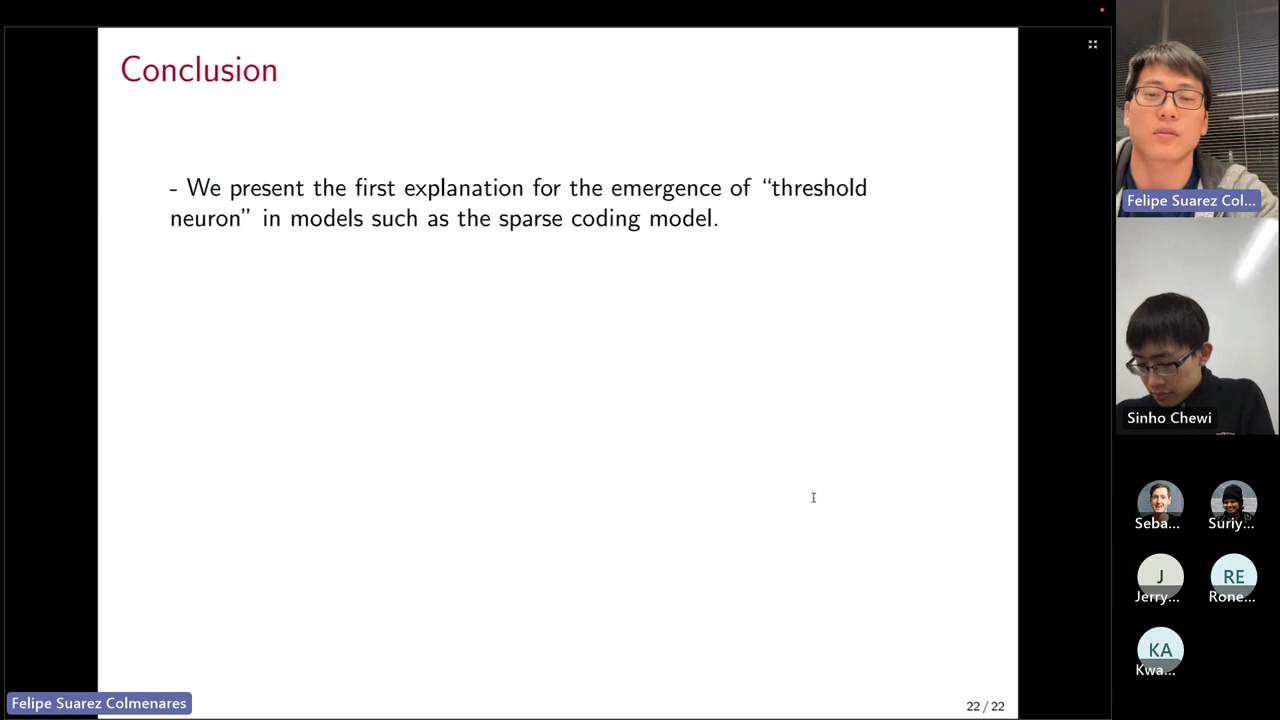 Conclusion
- We present the first explanation for the emergence of “threshold
neuron” in models such as the sparse coding model.
22 / 22
Felipe Suarez Colmenares
Felipe Suarez Col...
Sinho Chewi
Seba...
Suriy...
J
Jerry...
RE
Rone...
KA
Kwa...